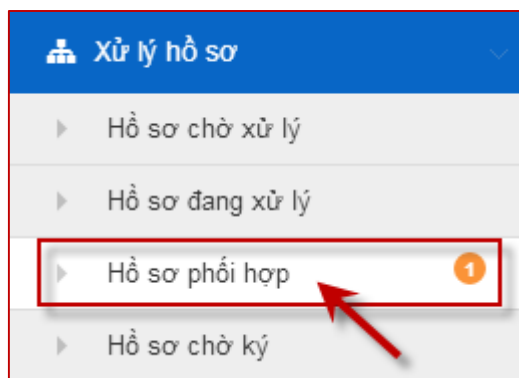 Xử lý hồ sơ
Hồ sơ chờ xử lý
Hồ sơ đang xử lý
Hồ sơ phối hợp 1
Hồ sơ chờ ký